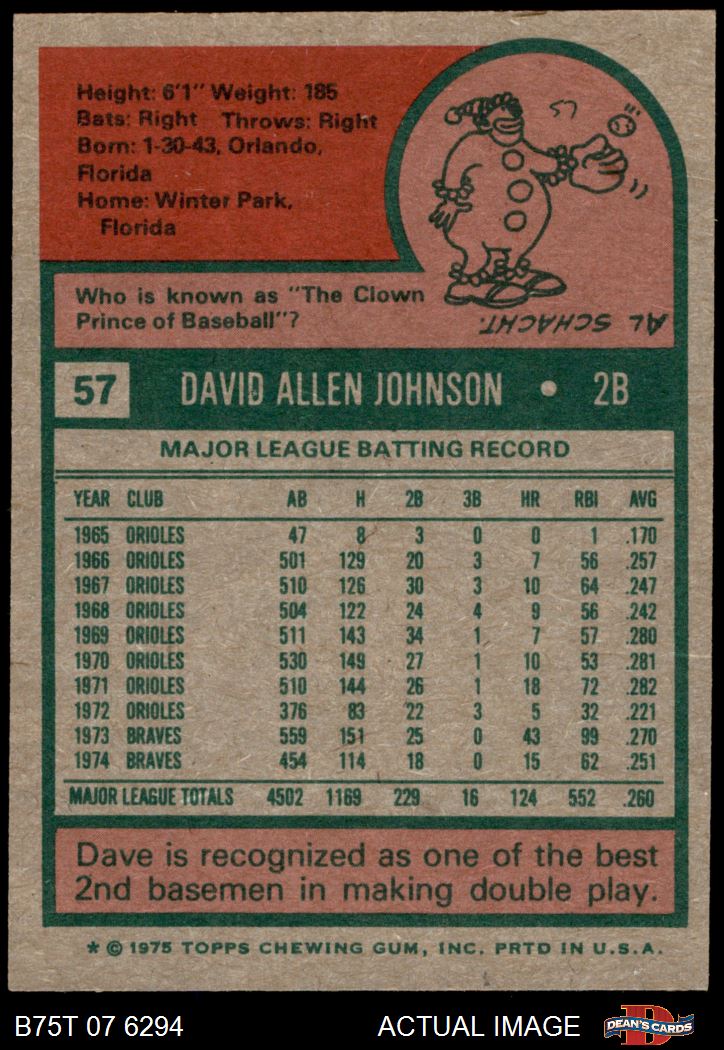 Height: 6'1" Weight: 185
Bats: Right Throws: Right
Born: 1-30-43, Orlando,
Florida
Home: Winter Park,
Florida
57
Who is known as "The Clown
Prince of Baseball"?
AL SCHACHT.
57 DAVID ALLEN JOHNSON • 2B
MAJOR LEAGUE BATTING RECORD
YEAR CLUB AB H 2B 3B HR RBI AVG
1965 ORIOLES 47 8 3 0 0 1 .170
1966 ORIOLES 501 129 20 3 7 56 .257
1967 ORIOLES 510 126 30 3 10 64 .247
1968 ORIOLES 504 122 24 4 9 56 .242
1969 ORIOLES 511 143 34 1 7 57 .280
1970 ORIOLES 530 149 27 1 10 53 .281
1971 ORIOLES 510 144 26 1 18 72 .282
1972 ORIOLES 376 83 22 3 5 32 .221
1973 BRAVES 559 151 25 0 43 99 .270
1974 BRAVES 454 114 18 0 15 62 .251
MAJOR LEAGUE TOTALS 4502 1169 229 16 124 552 .260
Dave is recognized as one of the best
2nd basemen in making double play.
* © 1975 TOPPS CHEWING GUM, INC. PRTD IN U.S.A.
B75T 07 6294 ACTUAL IMAGE D DEAN'S CARDS